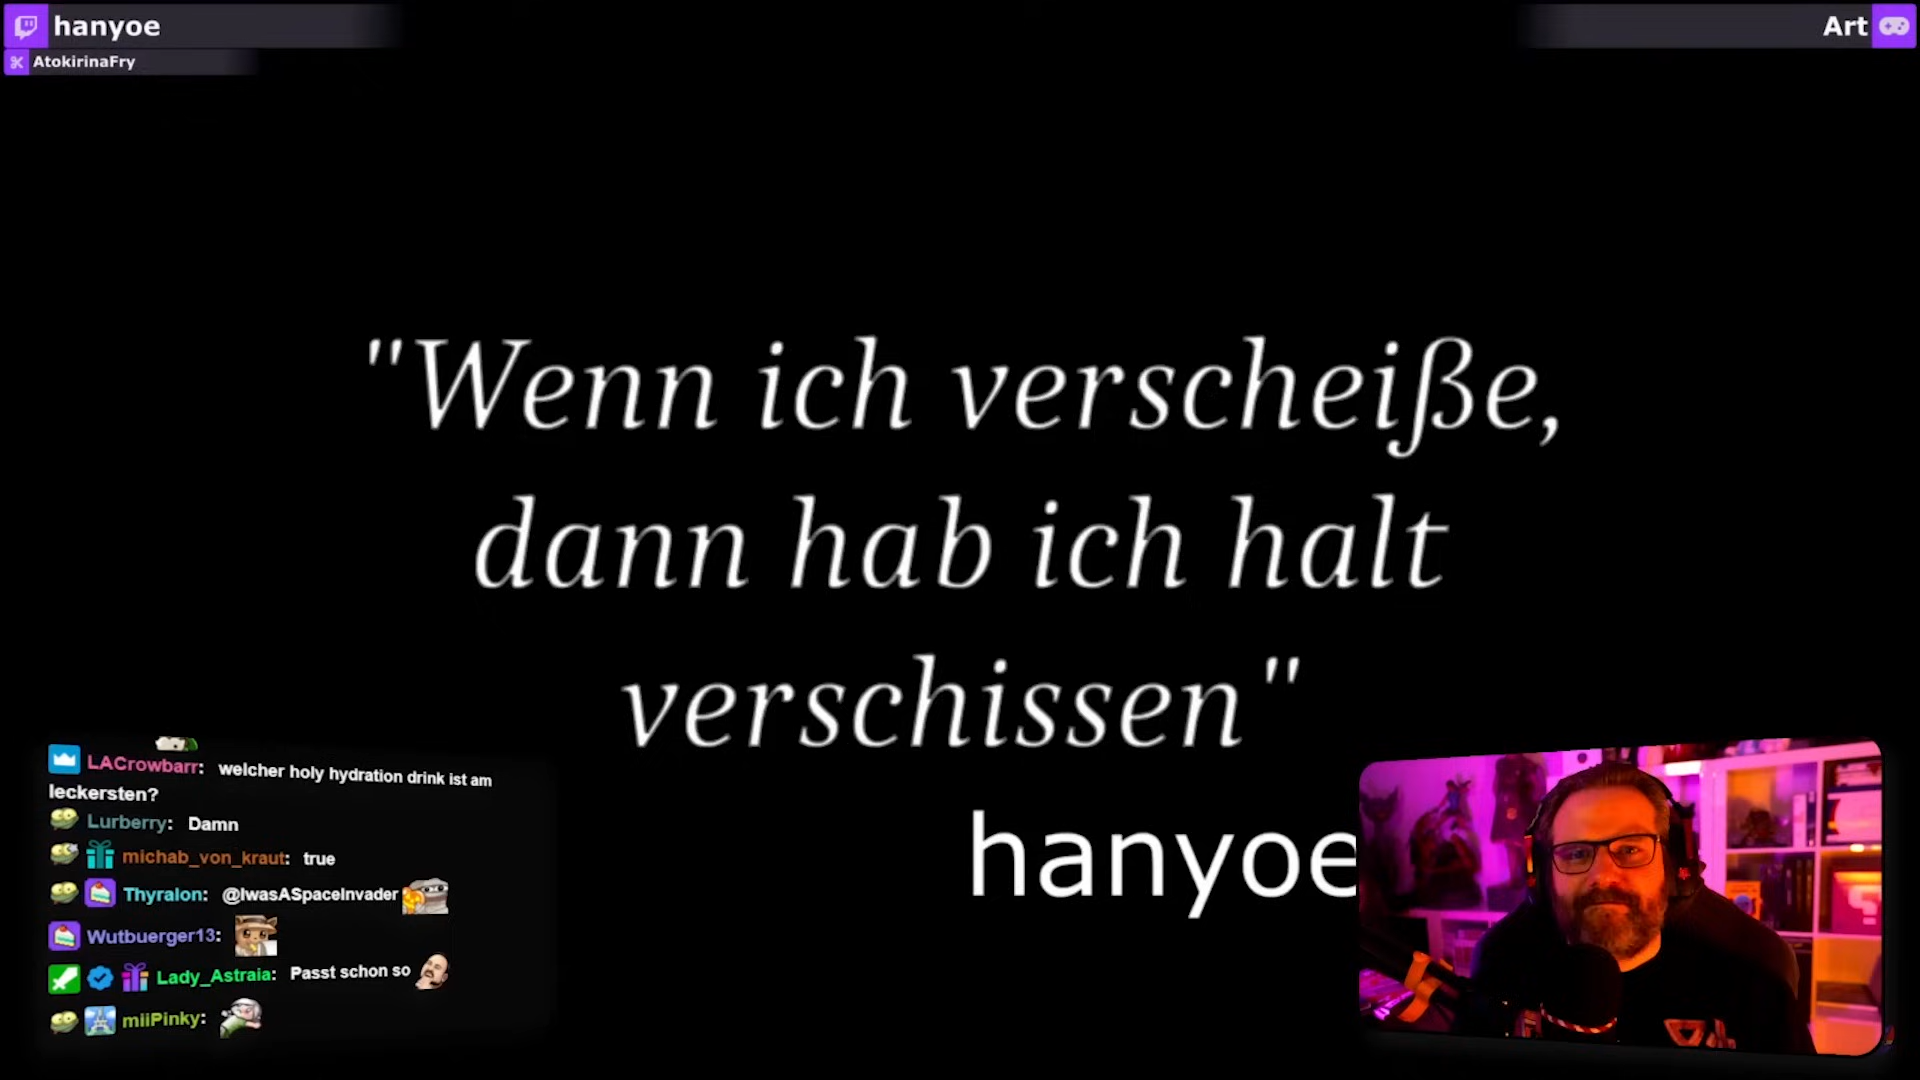 hanyoe
Art
AtokirinaFry
"Wenn ich verscheiße,
dann hab ich halt
verschissen"
hanyoe
LACrowbarr: welcher holy hydration drink ist am
leckersten?
Lurberry: Damn
michab_von_kraut: true
Thyralon: @IwasASpaceInvader
Wutbuerger13:
Lady_Astraia: Passt schon so
miiPinky: